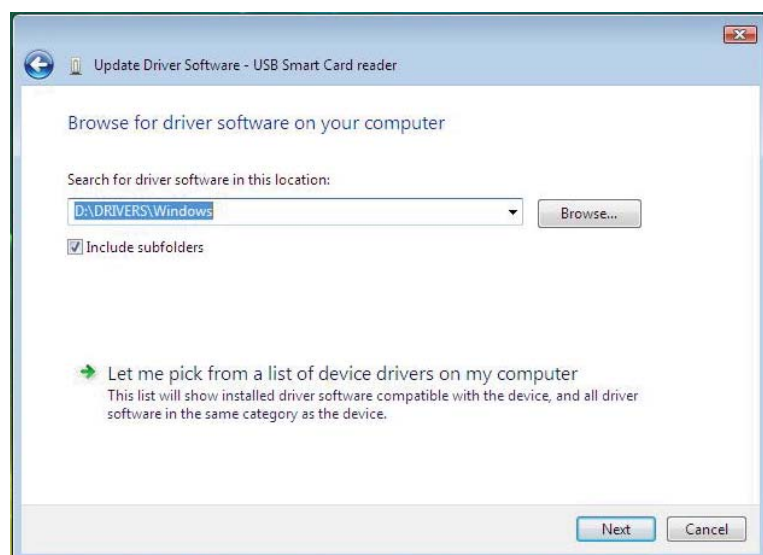 Update Driver Software - USB Smart Card reader
Browse for driver software on your computer
Search for driver software in this location:
D:\DRIVERS\Windows
Browse...
Include subfolders
Let me pick from a list of device drivers on my computer
This list will show installed driver software compatible with the device, and all driver
software in the same category as the device.
Next Cancel